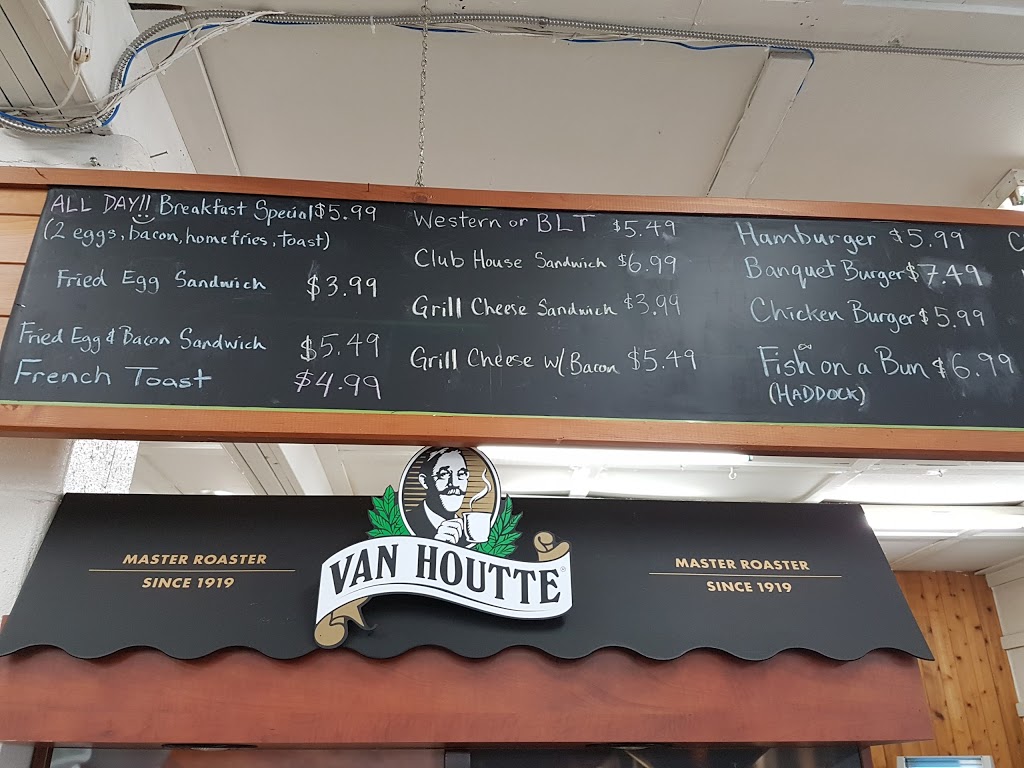 ALL DAY!! Breakfast Special $5.99
(2 eggs, bacon, homefries, toast)
Fried Egg Sandwich $3.99
Fried Egg & Bacon Sandwich $5.49
French Toast $4.99
Western or BLT $5.49
Club House Sandwich $6.99
Grill Cheese Sandwich $3.99
Grill Cheese w/ Bacon $5.49
Hamburger $5.99
Banquet Burger $7.49
Chicken Burger $5.99
Fish on a Bun $6.99
(HADDOCK)
C
MASTER ROASTER
SINCE 1919
VAN HOUTTE
MASTER ROASTER
SINCE 1919